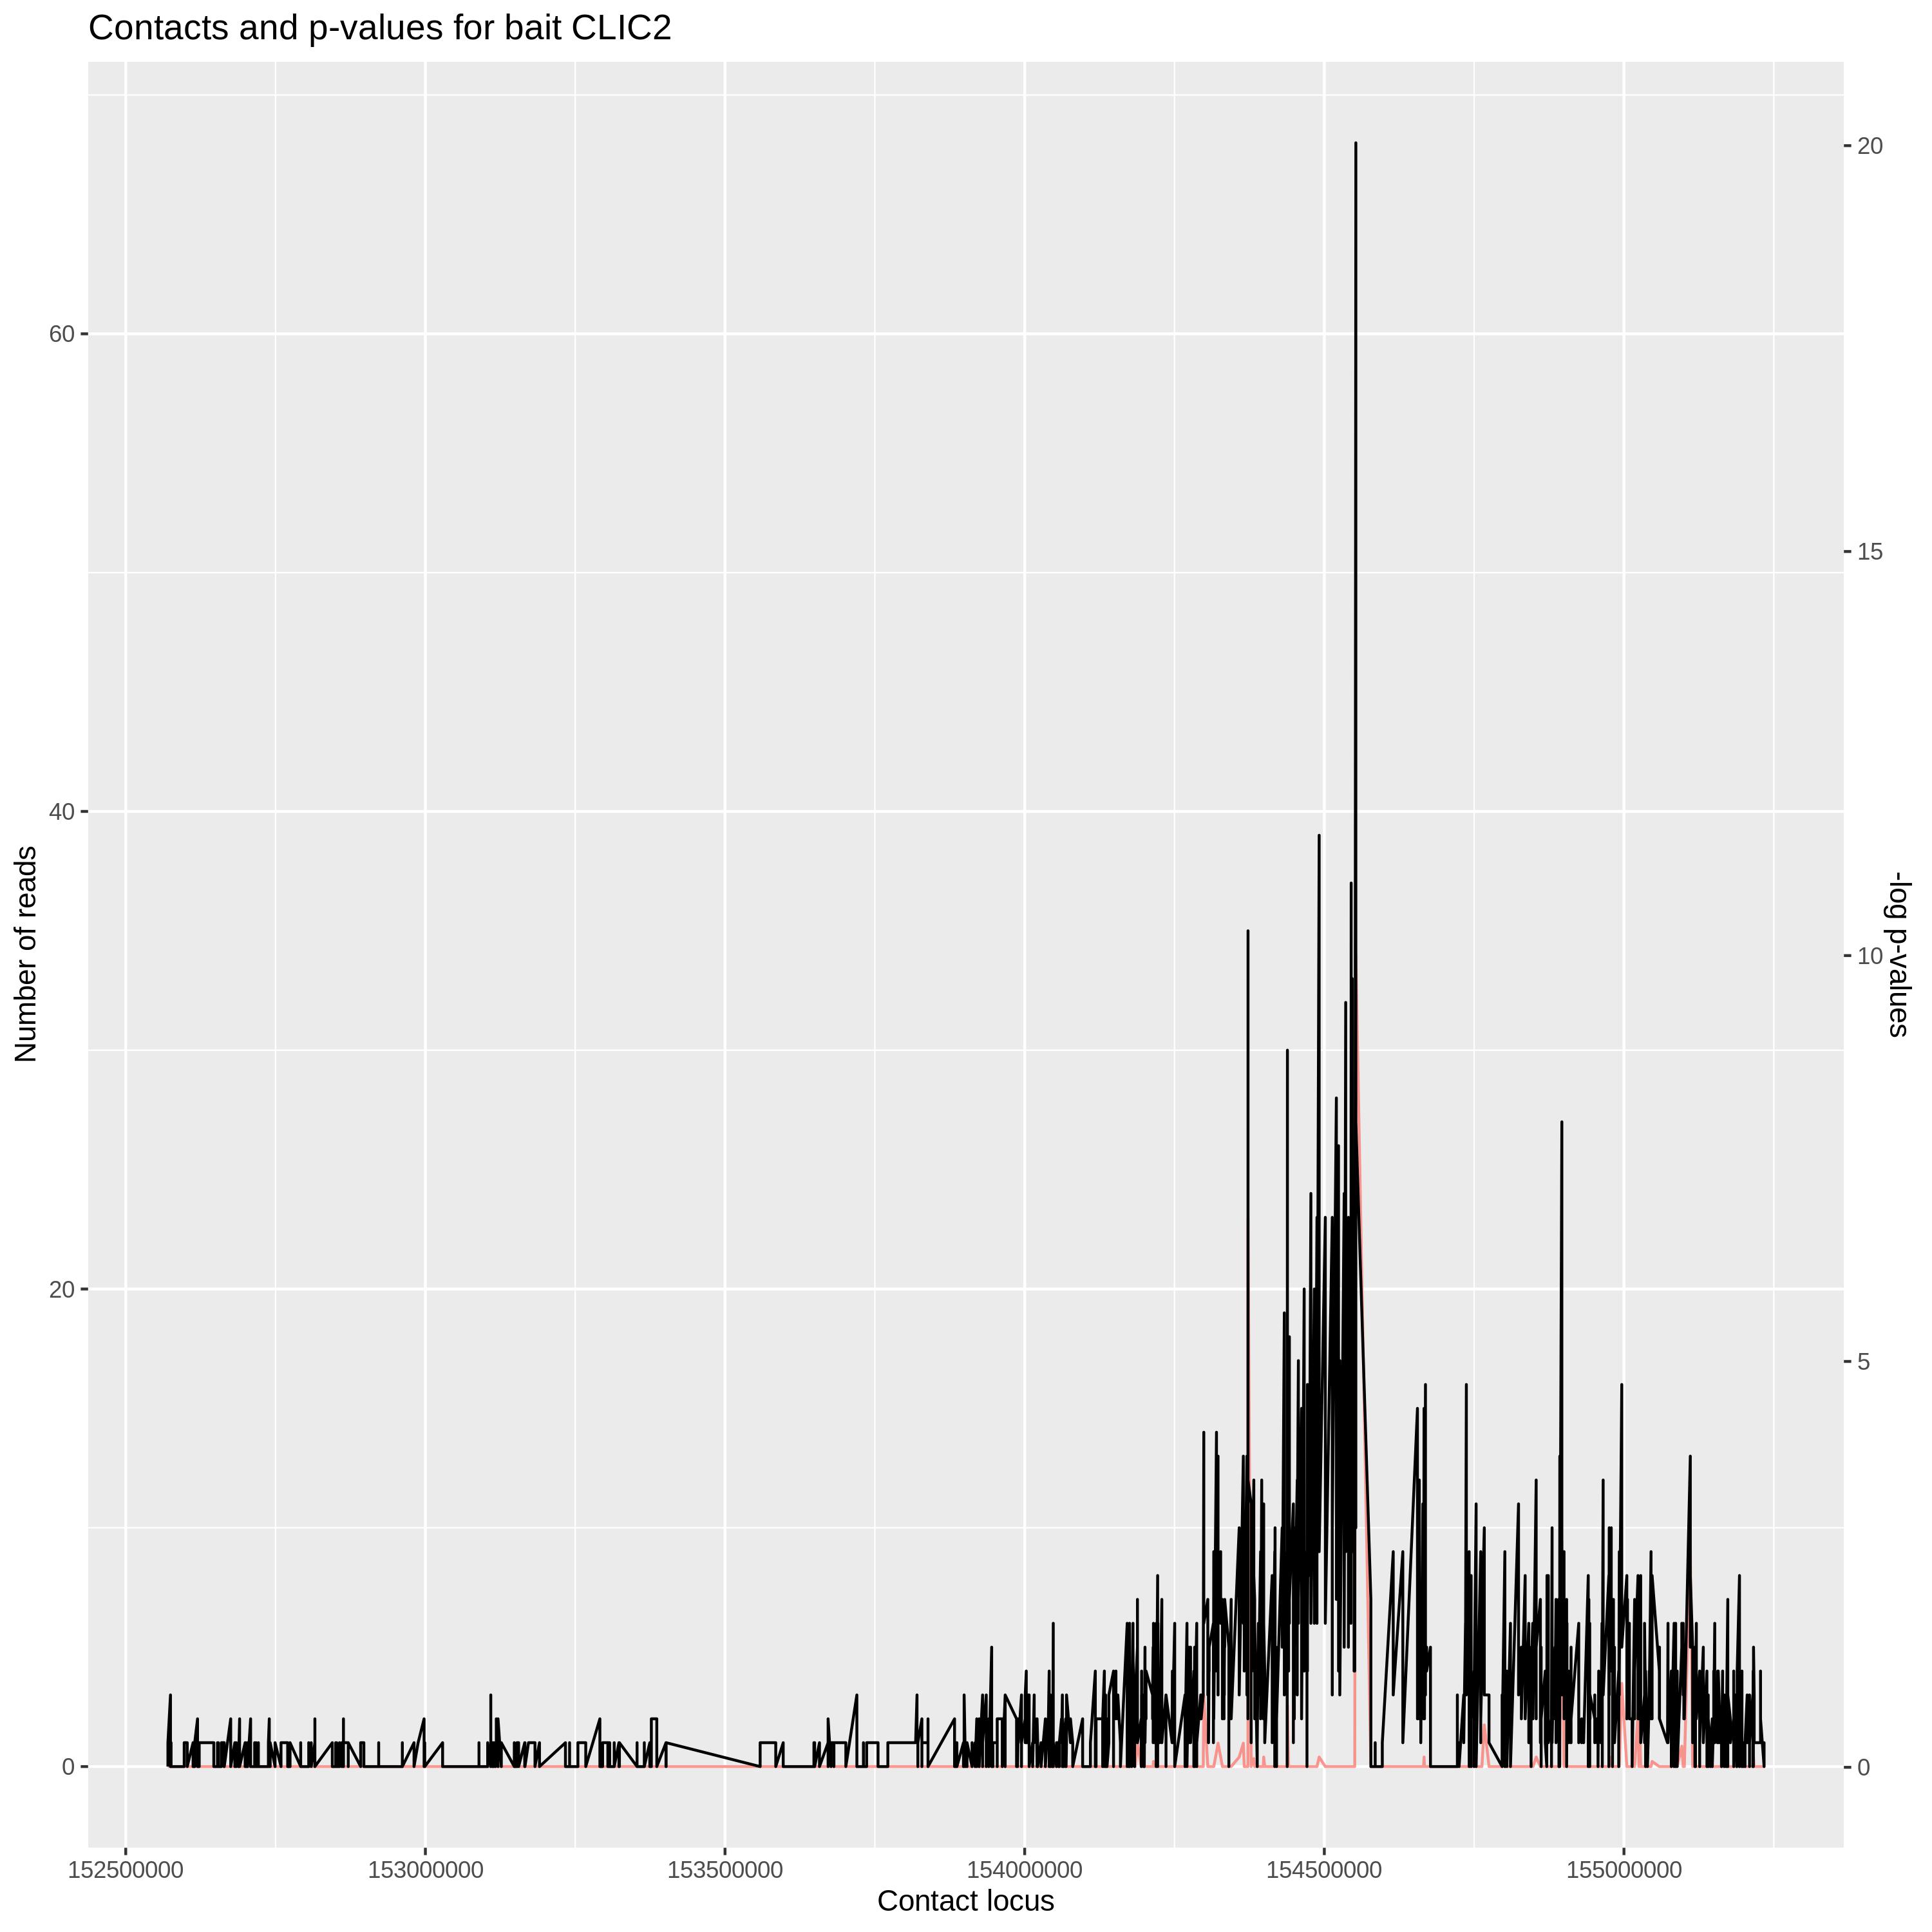 Contacts and p-values for bait CLIC2
Number of reads
60
40
20
0
20
15
10
5
0
-log p-values
152500000 153000000 153500000 154000000 154500000 155000000
Contact locus